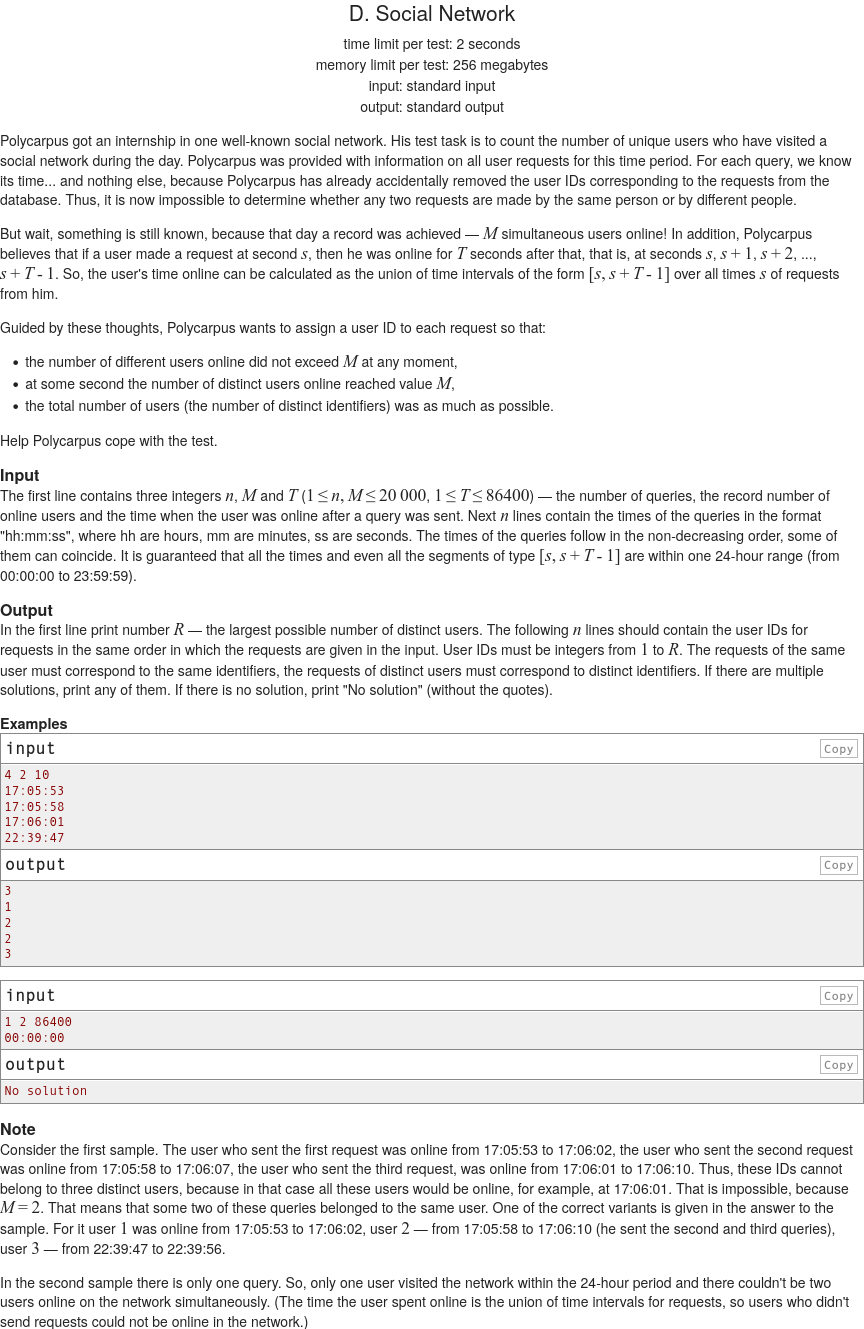 D. Social Network
time limit per test: 2 seconds
memory limit per test: 256 megabytes
input: standard input
output: standard output
Polycarpus got an internship in one well-known social network. His test task is to count the number of unique users who have visited a
social network during the day. Polycarpus was provided with information on all user requests for this time period. For each query, we know
its time... and nothing else, because Polycarpus has already accidentally removed the user IDs corresponding to the requests from the
database. Thus, it is now impossible to determine whether any two requests are made by the same person or by different people.
But wait, something is still known, because that day a record was achieved — M simultaneous users online! In addition, Polycarpus
believes that if a user made a request at second s, then he was online for T seconds after that, that is, at seconds s, s + 1, s + 2, ...,
s + T - 1. So, the user's time online can be calculated as the union of time intervals of the form [s, s + T - 1] over all times s of requests
from him.
Guided by these thoughts, Polycarpus wants to assign a user ID to each request so that:
• the number of different users online did not exceed M at any moment,
• at some second the number of distinct users online reached value M,
• the total number of users (the number of distinct identifiers) was as much as possible.
Help Polycarpus cope with the test.
Input
The first line contains three integers n, M and T (1 ≤ n, M ≤ 20 000, 1 ≤ T ≤ 86400) — the number of queries, the record number of
online users and the time when the user was online after a query was sent. Next n lines contain the times of the queries in the format
"hh:mm:ss", where hh are hours, mm are minutes, ss are seconds. The times of the queries follow in the non-decreasing order, some of
them can coincide. It is guaranteed that all the times and even all the segments of type [s, s + T - 1] are within one 24-hour range (from
00:00:00 to 23:59:59).
Output
In the first line print number R — the largest possible number of distinct users. The following n lines should contain the user IDs for
requests in the same order in which the requests are given in the input. User IDs must be integers from 1 to R. The requests of the same
user must correspond to the same identifiers, the requests of distinct users must correspond to distinct identifiers. If there are multiple
solutions, print any of them. If there is no solution, print "No solution" (without the quotes).
Examples
input
Copy
4 2 10
17:05:53
17:05:58
17:06:01
22:39:47
output
Copy
3
1
2
2
3
input
Copy
1 2 86400
00:00:00
output
Copy
No solution
Note
Consider the first sample. The user who sent the first request was online from 17:05:53 to 17:06:02, the user who sent the second request
was online from 17:05:58 to 17:06:07, the user who sent the third request, was online from 17:06:01 to 17:06:10. Thus, these IDs cannot
belong to three distinct users, because in that case all these users would be online, for example, at 17:06:01. That is impossible, because
M = 2. That means that some two of these queries belonged to the same user. One of the correct variants is given in the answer to the
sample. For it user 1 was online from 17:05:53 to 17:06:02, user 2 — from 17:05:58 to 17:06:10 (he sent the second and third queries),
user 3 — from 22:39:47 to 22:39:56.
In the second sample there is only one query. So, only one user visited the network within the 24-hour period and there couldn't be two
users online on the network simultaneously. (The time the user spent online is the union of time intervals for requests, so users who didn't
send requests could not be online in the network.)